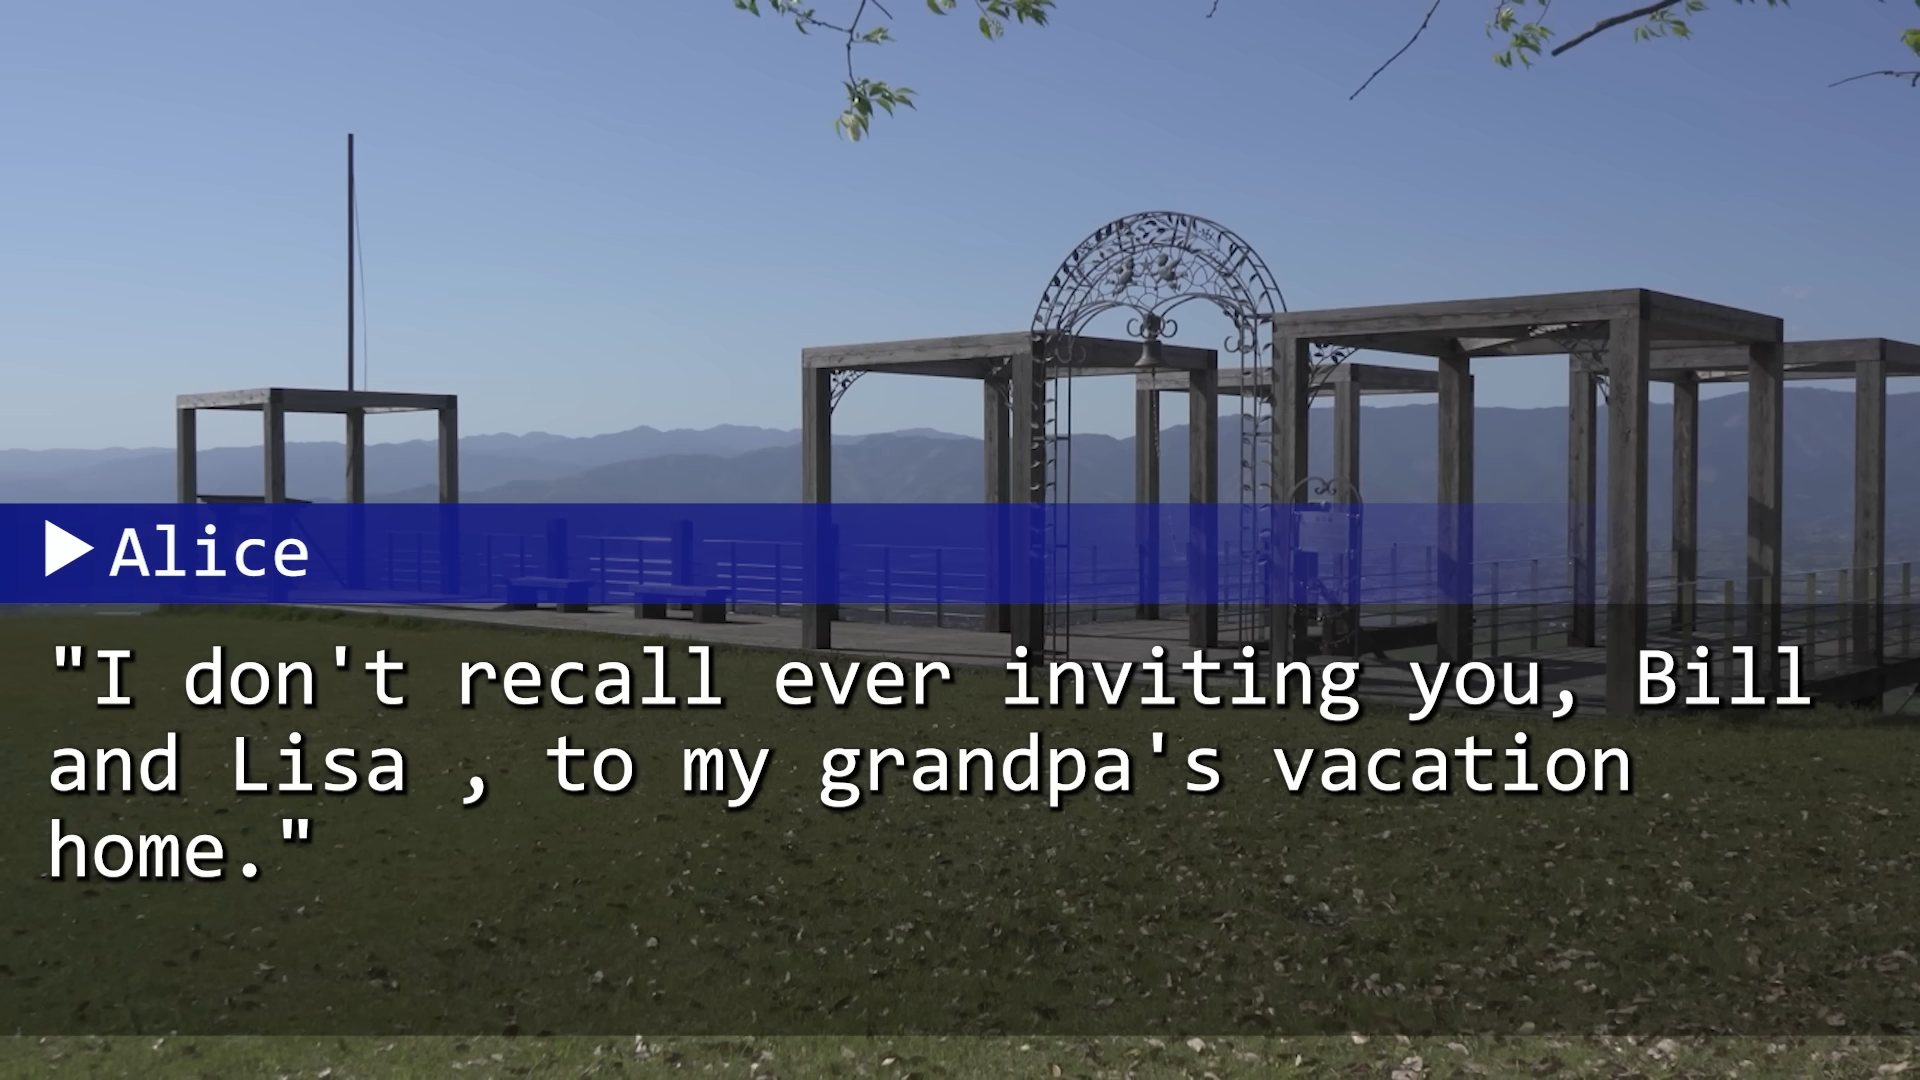 ▶Alice
"I don't recall ever inviting you, Bill
and Lisa , to my grandpa's vacation
home."